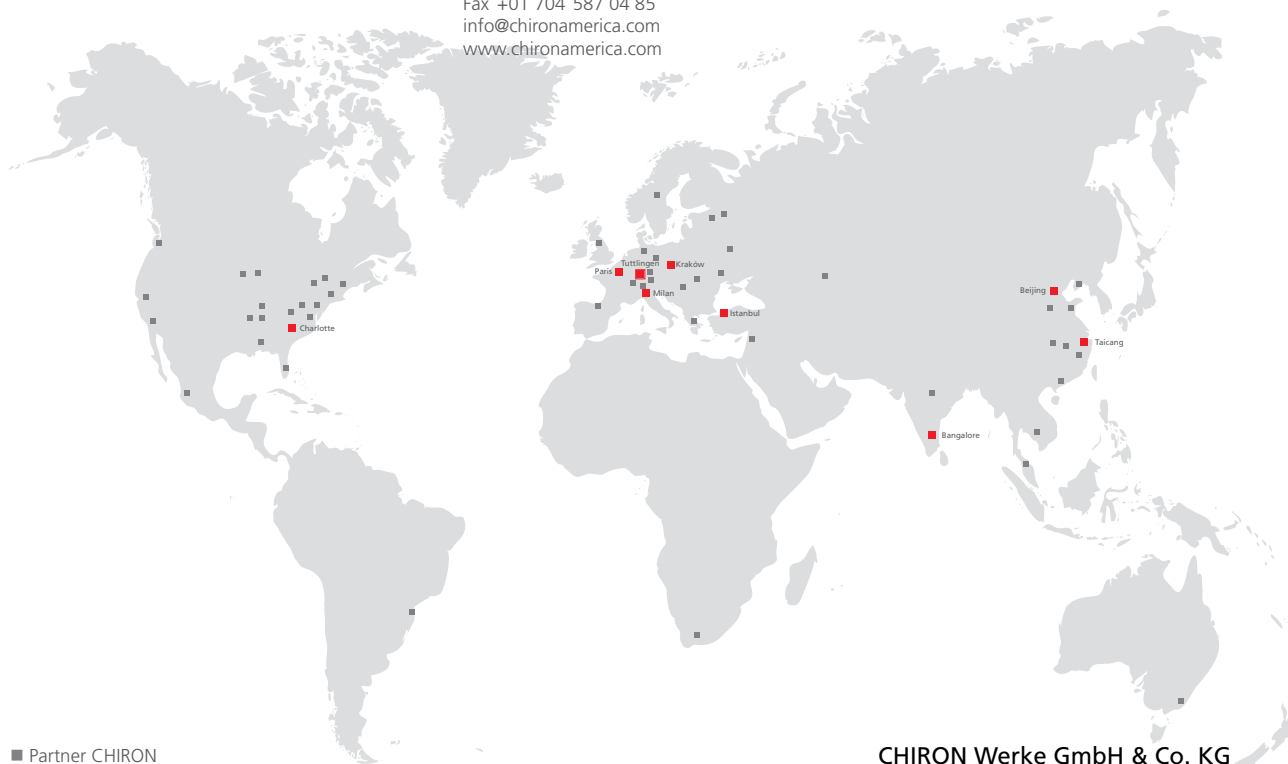 Fax +01 704 587 04 85
info@chironamerica.com
www.chironamerica.com
Tuttlingen
Paris
Kraków
Milan
Istanbul
Charlotte
Beijing
Taicang
Bangalore
Partner CHIRON
CHIRON Werke GmbH & Co. KG